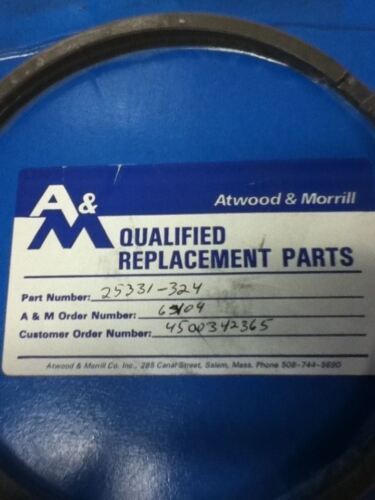 A&M
Atwood & Morrill
QUALIFIED
REPLACEMENT PARTS
Part Number: 25331-324
A & M Order Number:
Customer Order Number: 4500342365
Atwood & Morrill Co. Inc., 285 Canal Street, Salem, Mass. Phone 508-744-5690